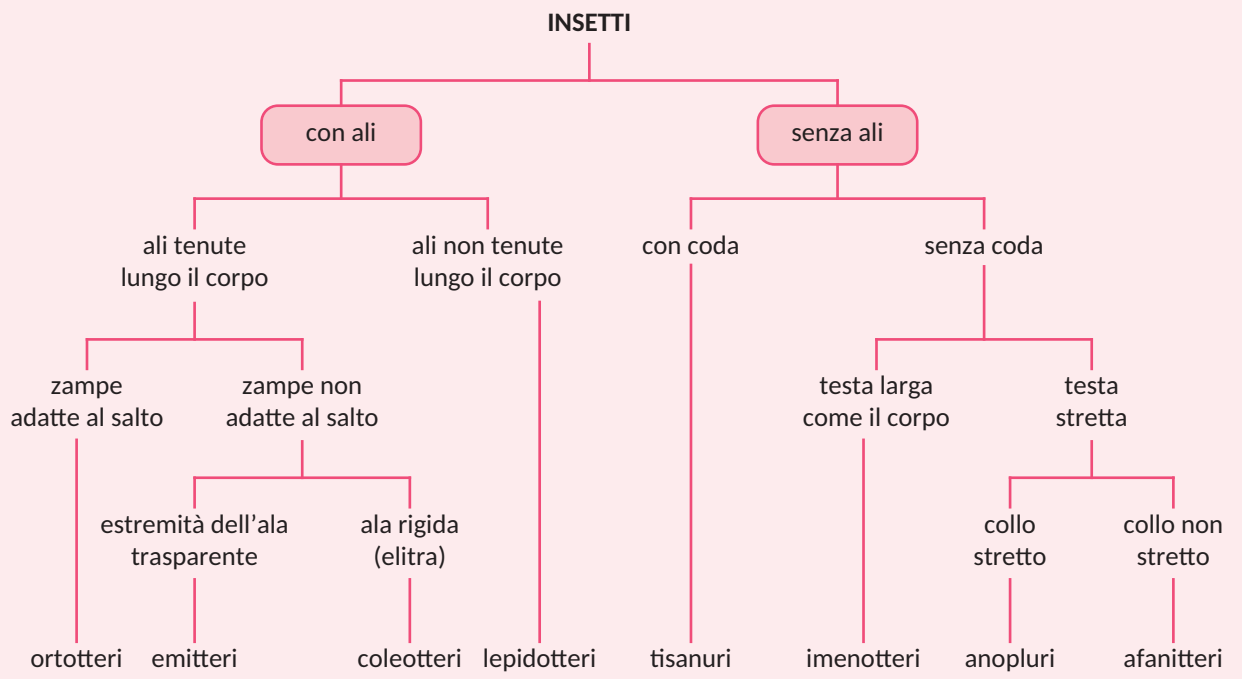 INSETTI
con ali
senza ali
ali tenute
lungo il corpo
ali non tenute
lungo il corpo
con coda
senza coda
zampe
adatte al salto
zampe non
adatte al salto
testa larga
come il corpo
testa
stretta
estremità dell’ala
trasparente
ala rigida
(elitra)
collo
stretto
collo non
stretto
ortotteri
emitteri
coleotteri
lepidotteri
tisanuri
imenotteri
anopluri
afanitteri